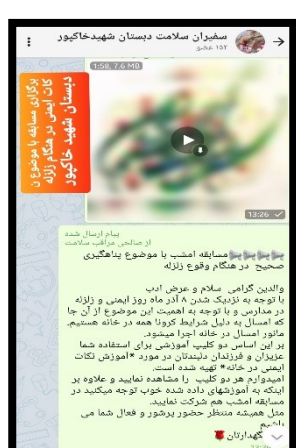 سفیران سلامت دبستان شهیدخاکپور
۱۵۲ عضو
1:58, 7.6 MB
برگزاری مسابقه با موضوع ن
کات ایمنی در هنگام زلزله
دبستان شهید خاکپور
13:26
پیام ارسال شده
از صالحی مراقب سلامت
مسابقه امشب با موضوع پناهگیری
صحیح در هنگام وقوع زلزله
والدین گرامی سلام و عرض ادب
با توجه به نزدیک شدن ۸ آذر ماه روز ایمنی و زلزله
در مدارس و با توجه به اهمیت این موضوع از آن جا
که امسال به دلیل شرایط کرونا همه در خانه هستیم.
مانور امسال در خانه اجرا میشود.
بر این اساس دو کلیپ آموزشی برای استفاده شما
عزیزان و فرزندان دلبندتان در مورد *آموزش نکات
ایمنی در خانه* تهیه شده است.
امیدوارم هر دو کلیپ را مشاهده نمایید و علاوه بر
اینکه به آموزشهای داده شده خوب توجه میکنید در
مسابقه امشب هم شرکت نمایید.
مثل همیشه منتظر حضور پرشور و فعال شما می
باشیم
نگهدارتان